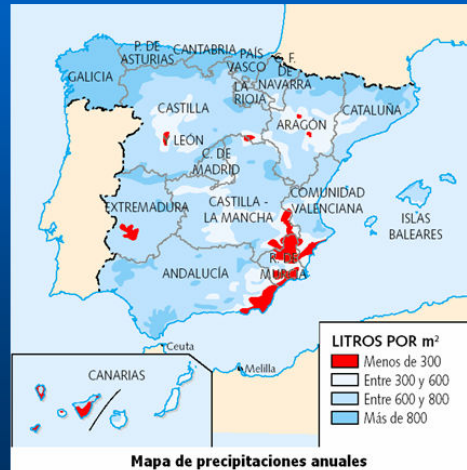 P. DE
ASTURIAS
CANTABRIA
PAÍS
VASCO
F.
DE
NAVARRA
GALICIA
LA
RIOJA
CASTILLA
LEÓN
ARAGÓN
CATALUÑA
C. DE
MADRID
EXTREMADURA
CASTILLA -
LA MANCHA
COMUNIDAD
VALENCIANA
ISLAS
BALEARES
R. DE
MURCIA
ANDALUCÍA
Ceuta
Melilla
CANARIAS
LITROS POR m²
Menos de 300
Entre 300 y 600
Entre 600 y 800
Más de 800
Mapa de precipitaciones anuales